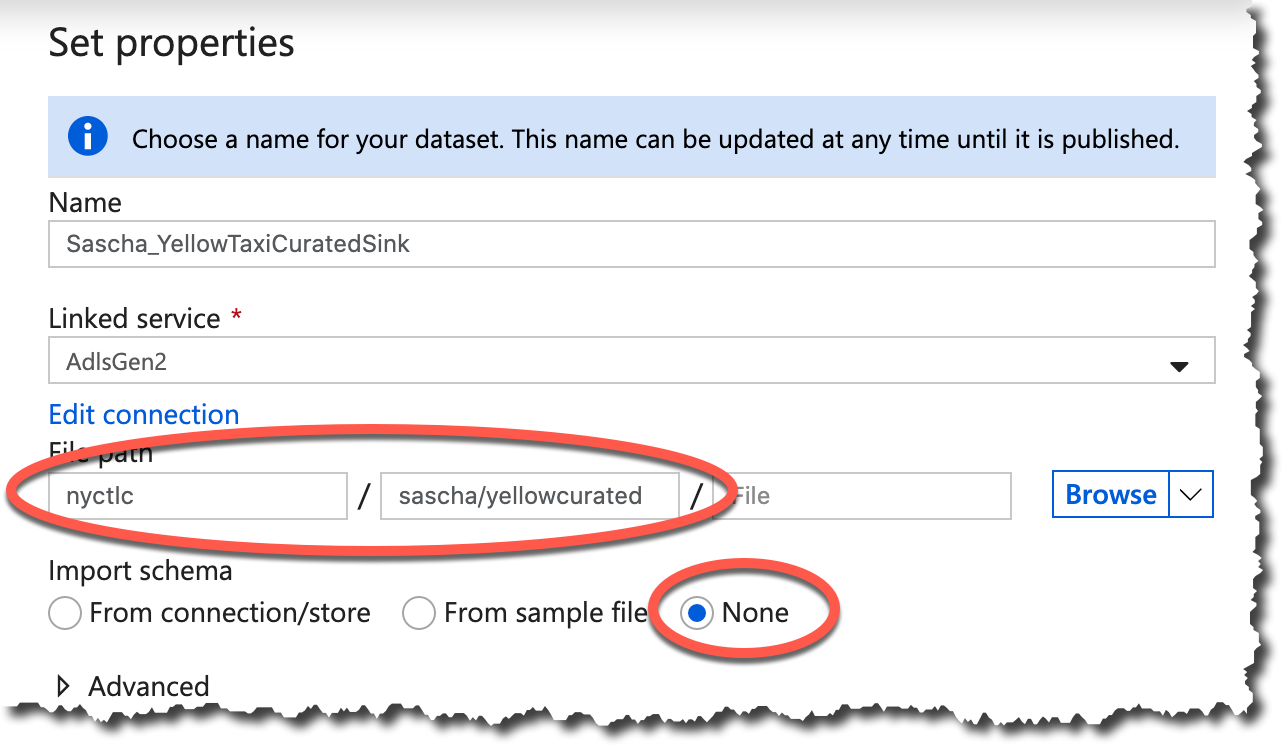 Set properties
Choose a name for your dataset. This name can be updated at any time until it is published.
Name
Sascha_YellowTaxiCuratedSink
Linked service *
AdlsGen2
Edit connection
File path
nyctlc / sascha/yellowcurated / File Browse
Import schema
From connection/store From sample file None
Advanced